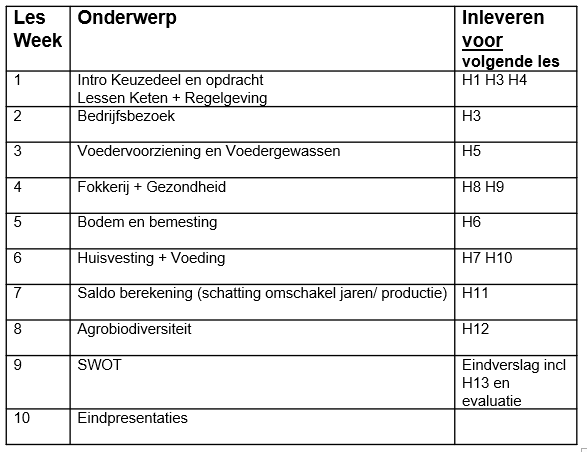 Les Week Onderwerp Inleveren voor volgende les
1 Intro Keuzedeel en opdracht H1 H3 H4
Lessen Keten + Regelgeving
2 Bedrijfsbezoek H3
3 Voedervoorziening en Voedergewassen H5
4 Fokkerij + Gezondheid H8 H9
5 Bodem en bemesting H6
6 Huisvesting + Voeding H7 H10
7 Saldo berekening (schatting omschakel jaren/ productie) H11
8 Agrobiodiversiteit H12
9 SWOT Eindverslag incl
H13 en
evaluatie
10 Eindpresentaties